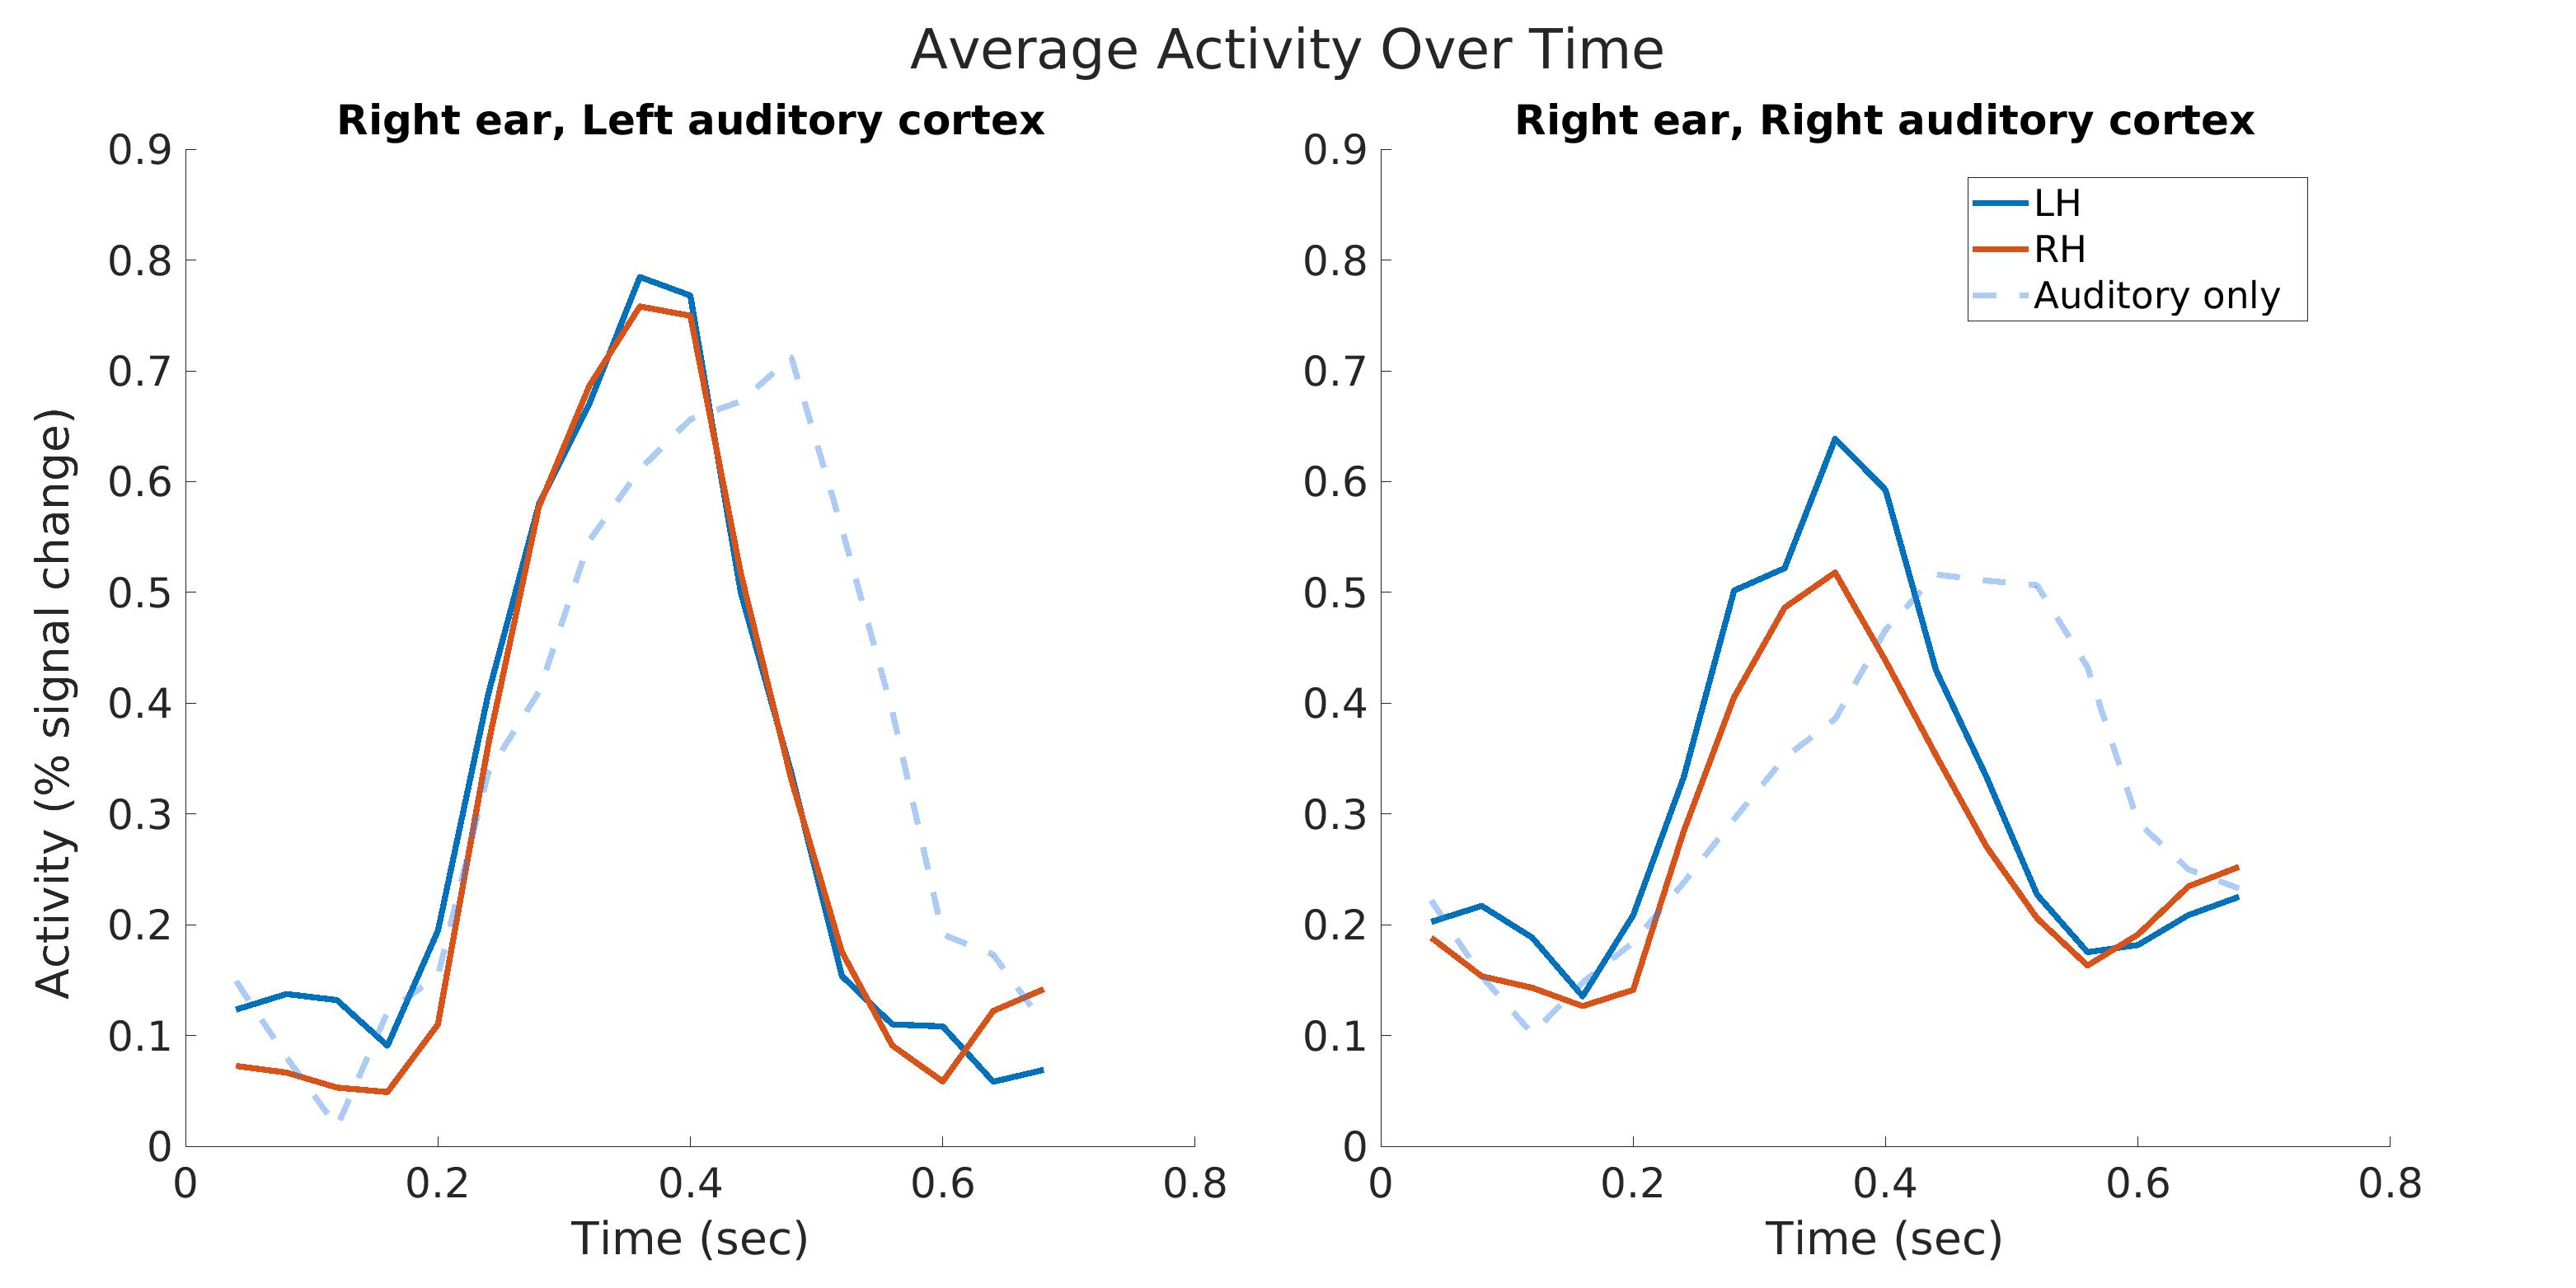 Average Activity Over Time
Right ear, Left auditory cortex
Activity (% signal change)
0.9
0.8
0.7
0.6
0.5
0.4
0.3
0.2
0.1
0
0 0.2 0.4 0.6 0.8
Time (sec)
Right ear, Right auditory cortex
LH
RH
Auditory only
0.9
0.8
0.7
0.6
0.5
0.4
0.3
0.2
0.1
0
0 0.2 0.4 0.6 0.8
Time (sec)